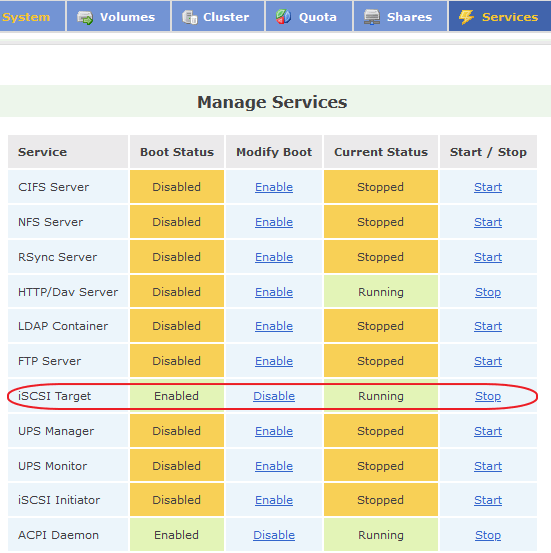 System Volumes Cluster Quota Shares Services
Manage Services
Service Boot Status Modify Boot Current Status Start / Stop
CIFS Server Disabled Enable Stopped Start
NFS Server Disabled Enable Stopped Start
RSync Server Disabled Enable Stopped Start
HTTP/Dav Server Disabled Enable Running Stop
LDAP Container Disabled Enable Stopped Start
FTP Server Disabled Enable Stopped Start
iSCSI Target Enabled Disable Running Stop
UPS Manager Disabled Enable Stopped Start
UPS Monitor Disabled Enable Stopped Start
iSCSI Initiator Disabled Enable Stopped Start
ACPI Daemon Enabled Disable Running Stop